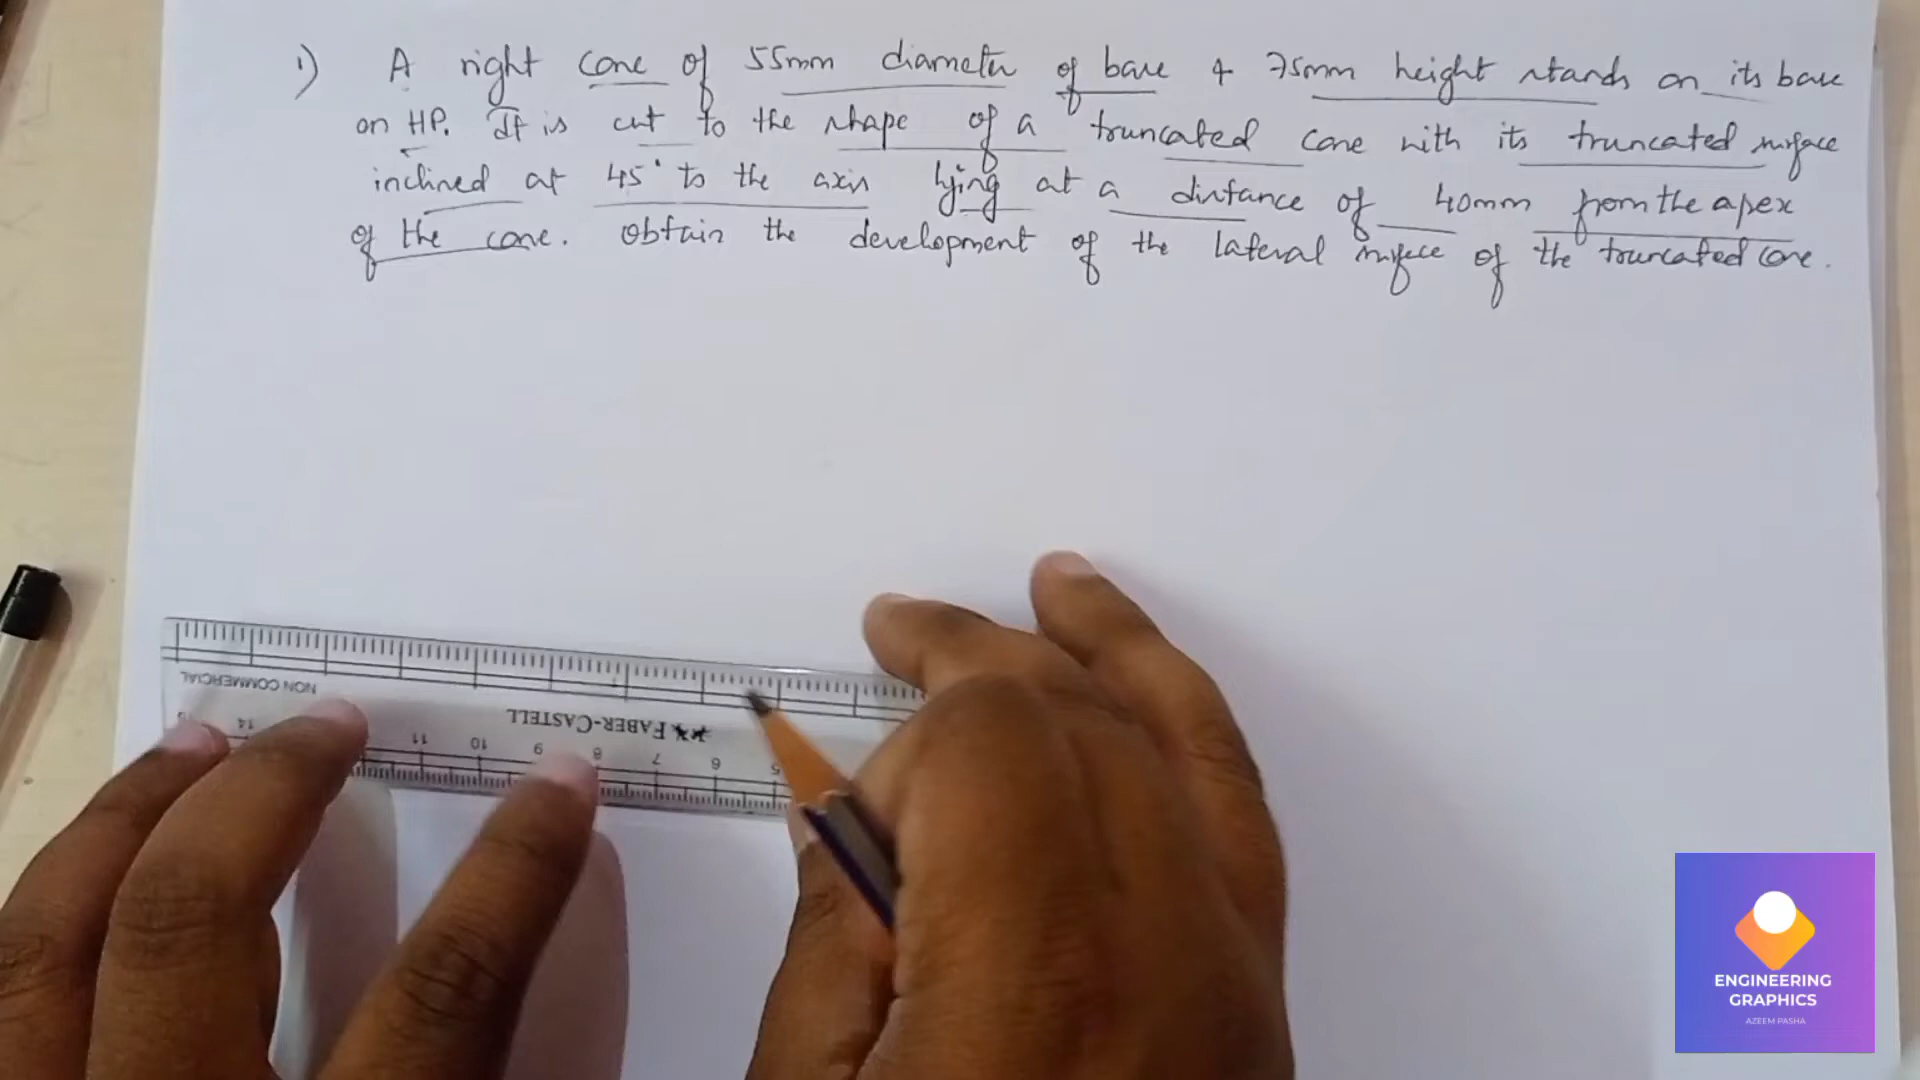 1) A right cone of 55mm diameter of base & 75mm height stands on its base
on HP. It is cut to the shape of a truncated cone with its truncated surface
inclined at 45° to the axis lying at a distance of 40mm from the apex
of the cone. Obtain the development of the lateral surface of the truncated cone.
NON COMMERCIAL
FABER-CASTELL
14 11 10 9 8 7 6 5
ENGINEERING
GRAPHICS
AZEEM PASHA